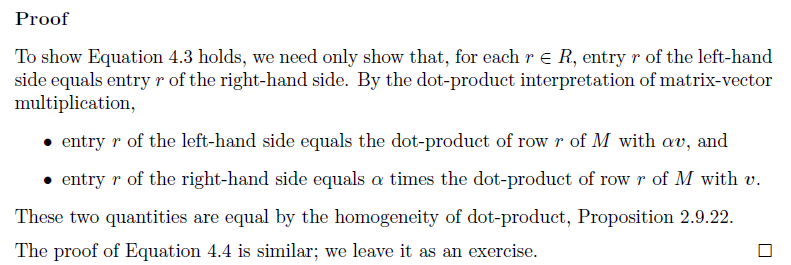 Proof
To show Equation 4.3 holds, we need only show that, for each r ∈ R, entry r of the left-hand
side equals entry r of the right-hand side. By the dot-product interpretation of matrix-vector
multiplication,
• entry r of the left-hand side equals the dot-product of row r of M with αv, and
• entry r of the right-hand side equals α times the dot-product of row r of M with v.
These two quantities are equal by the homogeneity of dot-product, Proposition 2.9.22.
The proof of Equation 4.4 is similar; we leave it as an exercise. □